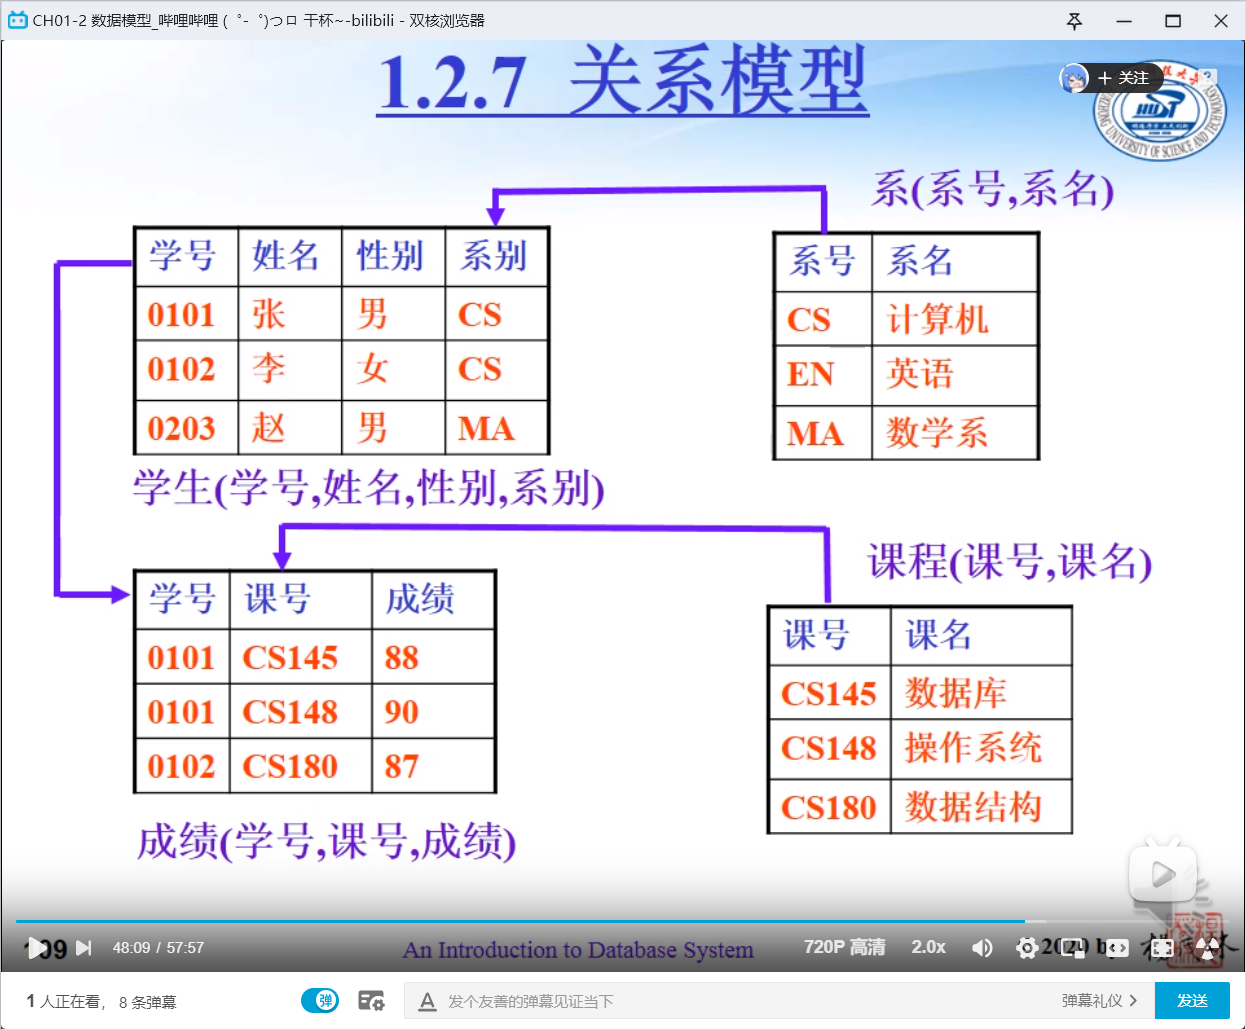 CH01-2 数据模型_哔哩哔哩 (゜-゜)つロ 干杯~-bilibili - 双核浏览器
1.2.7 关系模型
+ 关注
系(系号,系名)
学号 姓名 性别 系别
0101 张 男 CS
0102 李 女 CS
0203 赵 男 MA
系号 系名
CS 计算机
EN 英语
MA 数学系
学生(学号,姓名,性别,系别)
课程(课号,课名)
学号 课号 成绩
0101 CS145 88
0101 CS148 90
0102 CS180 87
课号 课名
CS145 数据库
CS148 操作系统
CS180 数据结构
成绩(学号,课号,成绩)
48:09 / 57:57
An Introduction to Database System
720P 高清 2.0x
2020
1 人正在看, 8 条弹幕
弹
A 发个友善的弹幕见证当下
弹幕礼仪 >
发送